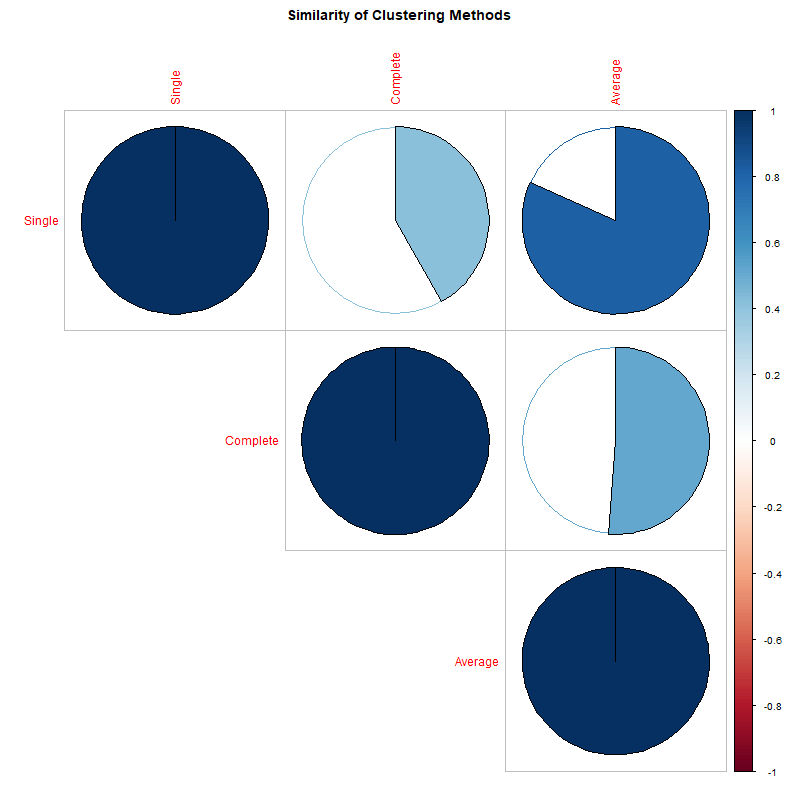 Similarity of Clustering Methods
Single
Complete
Average
Single
Complete
Average
1
0.8
0.6
0.4
0.2
0
-0.2
-0.4
-0.6
-0.8
-1